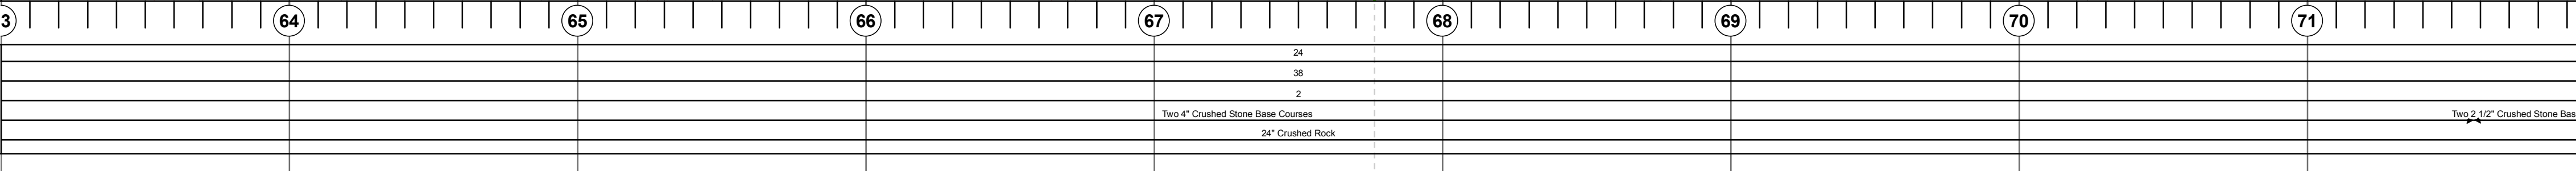 3 64 65 66 67 68 69 70 71
24
38
2
Two 4" Crushed Stone Base Courses Two 2 1/2" Crushed Stone Bas
24" Crushed Rock